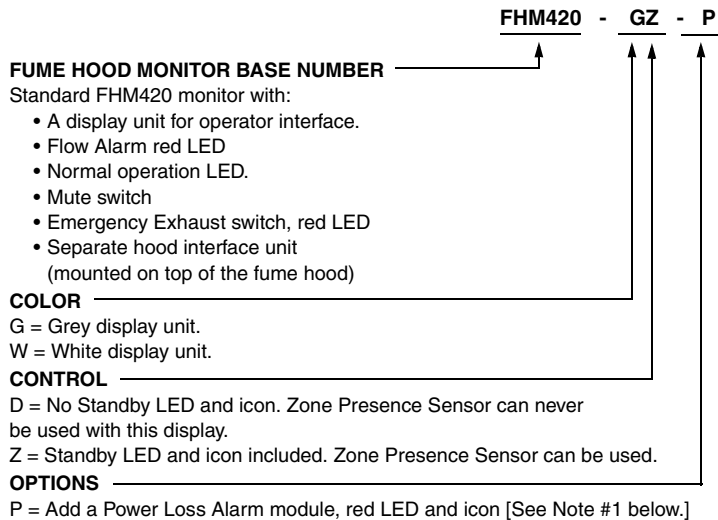 FHM420 - GZ - P
FUME HOOD MONITOR BASE NUMBER
Standard FHM420 monitor with:
• A display unit for operator interface.
• Flow Alarm red LED
• Normal operation LED.
• Mute switch
• Emergency Exhaust switch, red LED
• Separate hood interface unit
(mounted on top of the fume hood)
COLOR
G = Grey display unit.
W = White display unit.
CONTROL
D = No Standby LED and icon. Zone Presence Sensor can never
be used with this display.
Z = Standby LED and icon included. Zone Presence Sensor can be used.
OPTIONS
P = Add a Power Loss Alarm module, red LED and icon [See Note #1 below.]